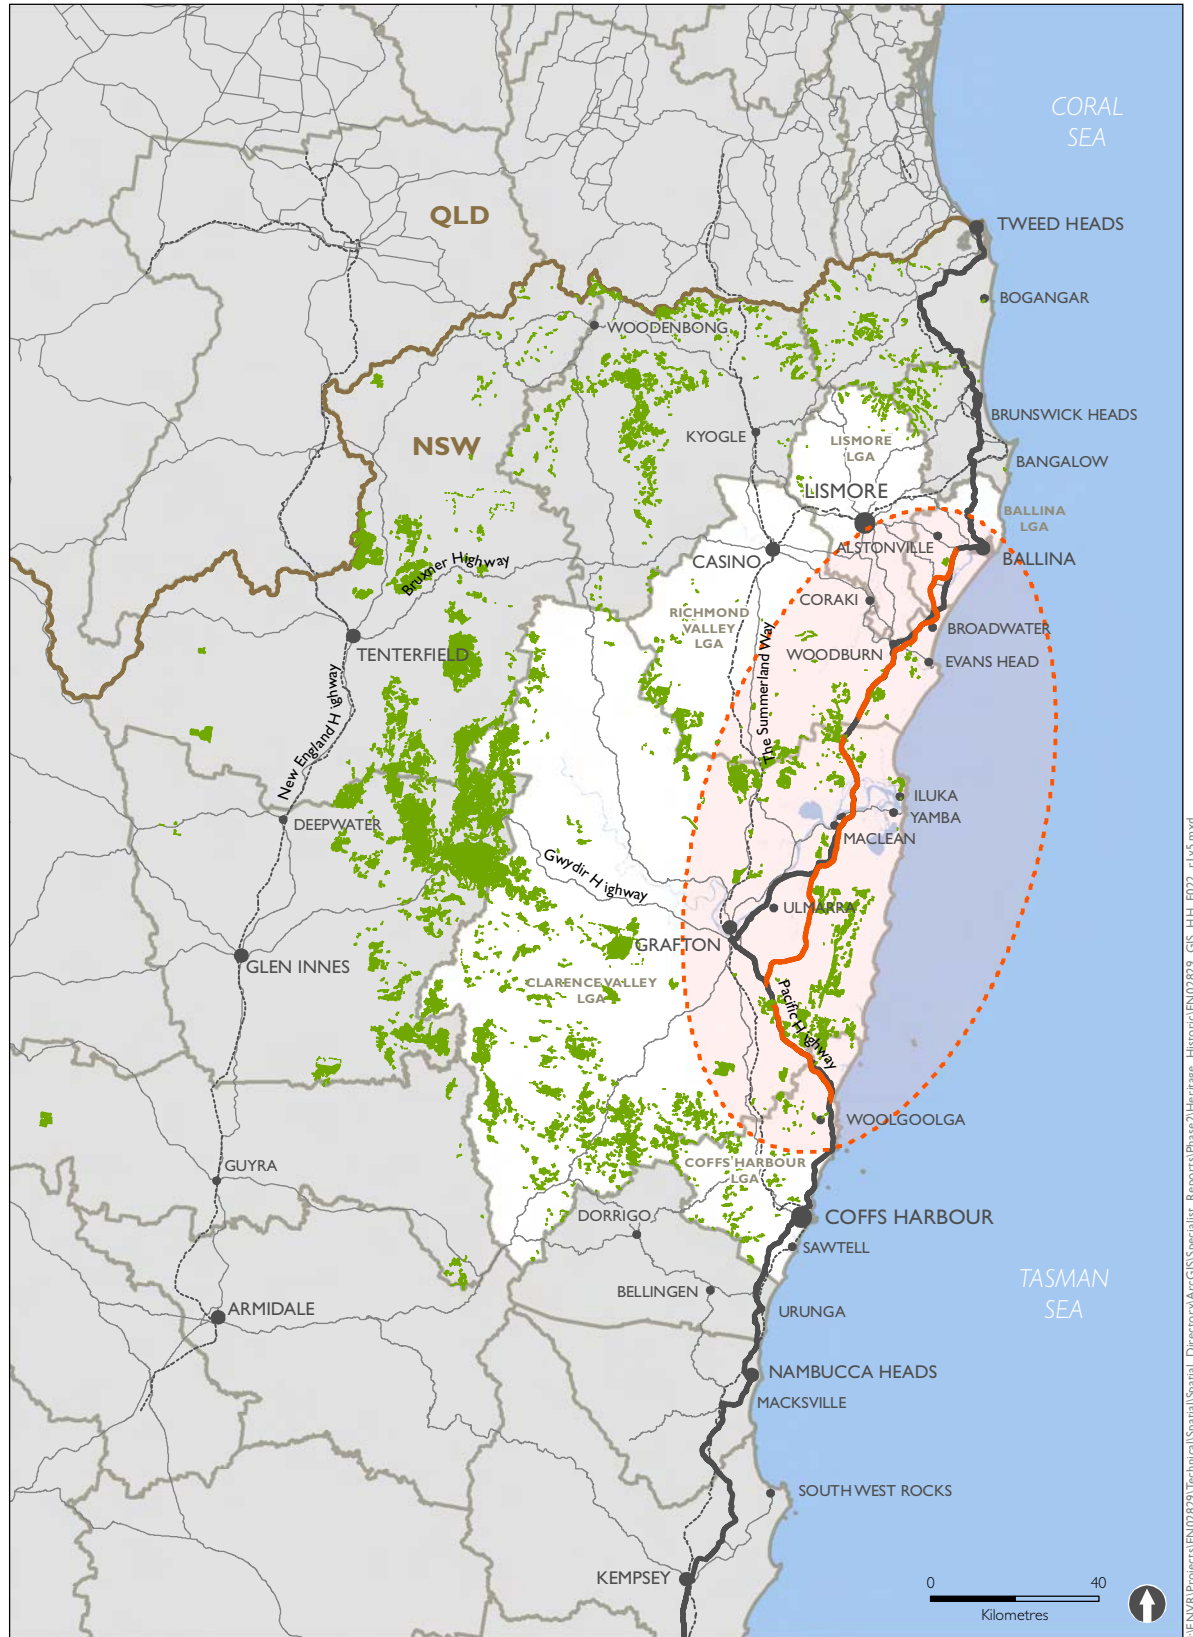 CORAL
SEA
QLD
TWEED HEADS
BOGANGAR
WOODENBONG
BRUNSWICK HEADS
KYOGLE
LISMORE
LGA
NSW
BANGALOW
LISMORE
BALLINA
LGA
ALSTONVILLE
CASINO
BALLINA
Bruxner Highway
CORAKI
RICHMOND
VALLEY
LGA
BROADWATER
TENTERFIELD
WOODBURN
EVANS HEAD
The Summerland Way
New England Highway
ILUKA
YAMBA
DEEPWATER
MACLEAN
Gwydir Highway
ULMARRA
GRAFTON
GLEN INNES
CLARENCE VALLEY
LGA
Pacific Highway
WOOLGOOLGA
COFFS HARBOUR
LGA
GUYRA
DORRIGO
COFFS HARBOUR
SAWTELL
TASMAN
SEA
BELLINGEN
URUNGA
ARMIDALE
NAMBUCCA HEADS
MACKSVILLE
SOUTH WEST ROCKS
KEMPSEY
0 40
Kilometres